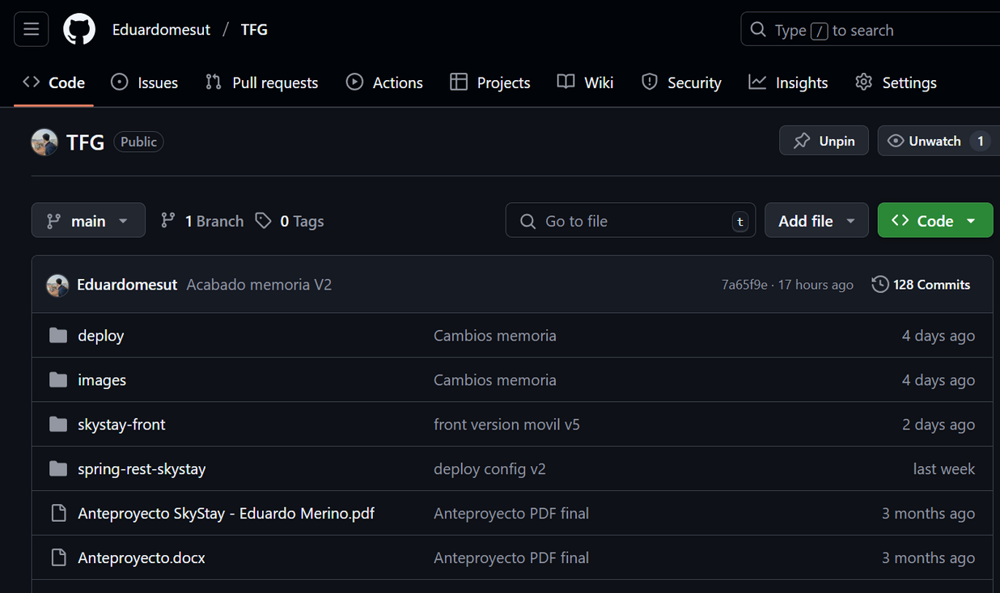 Eduardomesut / TFG
Type / to search
Code Issues Pull requests Actions Projects Wiki Security Insights Settings
TFG Public
Unpin Unwatch 1
main 1 Branch 0 Tags
Go to file t Add file Code
Eduardomesut Acabado memoria V2 7a65f9e · 17 hours ago 128 Commits
deploy Cambios memoria 4 days ago
images Cambios memoria 4 days ago
skystay-front front version movil v5 2 days ago
spring-rest-skystay deploy config v2 last week
Anteproyecto SkyStay - Eduardo Merino.pdf Anteproyecto PDF final 3 months ago
Anteproyecto.docx Anteproyecto PDF final 3 months ago